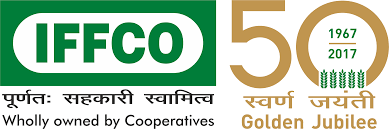 IFFCO
पूर्णतः सहकारी स्वामित्व
Wholly owned by Cooperatives
50
1967
2017
स्वर्ण जयंती
Golden Jubilee